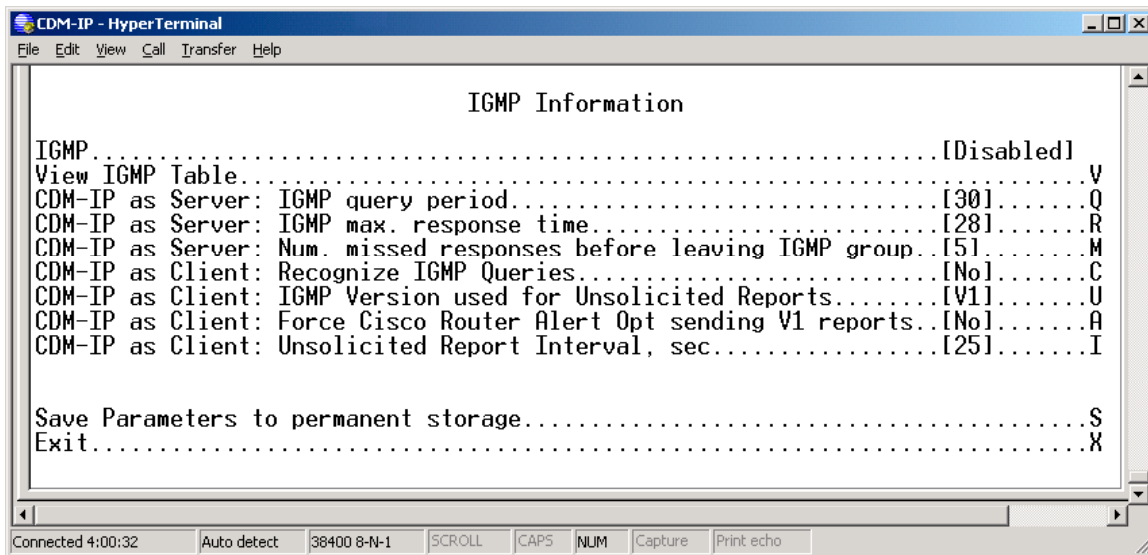 CDM-IP - HyperTerminal
File Edit View Call Transfer Help
IGMP Information
IGMP...............................................................[Disabled]
View IGMP Table...............................................................V
CDM-IP as Server: IGMP query period................................[30].......Q
CDM-IP as Server: IGMP max. response time..........................[28].......R
CDM-IP as Server: Num. missed responses before leaving IGMP group..[5]........M
CDM-IP as Client: Recognize IGMP Queries...........................[No].......C
CDM-IP as Client: IGMP Version used for Unsolicited Reports........[V1].......U
CDM-IP as Client: Force Cisco Router Alert Opt sending V1 reports..[No].......A
CDM-IP as Client: Unsolicited Report Interval, sec.................[25].......I
Save Parameters to permanent storage..........................................S
Exit..........................................................................X
Connected 4:00:32 Auto detect 38400 8-N-1 SCROLL CAPS NUM Capture Print echo